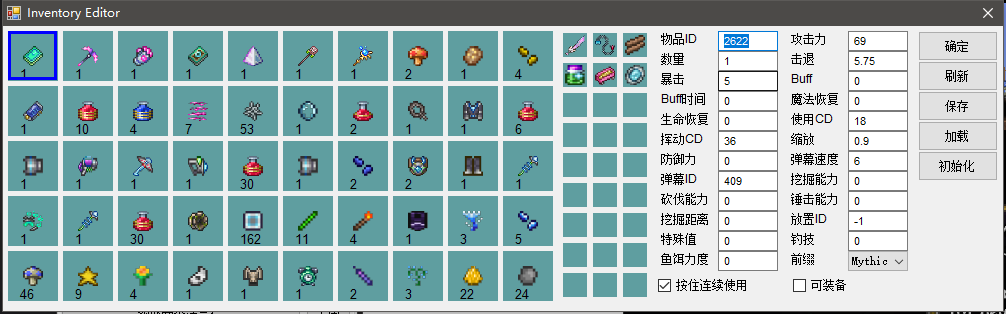 Inventory Editor
1 1 1 1 1 1 1 2 1 4
1 10 4 7 53 1 2 1 1 6
1 1 1 1 30 1 2 2 1 1
1 1 30 1 162 11 4 1 3 5
46 9 4 1 1 1 2 3 22 24
物品ID 2622 攻击力 69 确定
数量 1 击退 5.75 刷新
暴击 5 Buff 0
Buff时间 0 魔法恢复 0 保存
生命恢复 0 使用CD 18 加载
挥动CD 36 缩放 0.9
防御力 0 弹幕速度 6 初始化
弹幕ID 409 挖掘能力 0
砍伐能力 0 锤击能力 0
挖掘距离 0 放置ID -1
特殊值 0 钓技 0
鱼饵力度 0 前缀 Mythic
按住连续使用 可装备